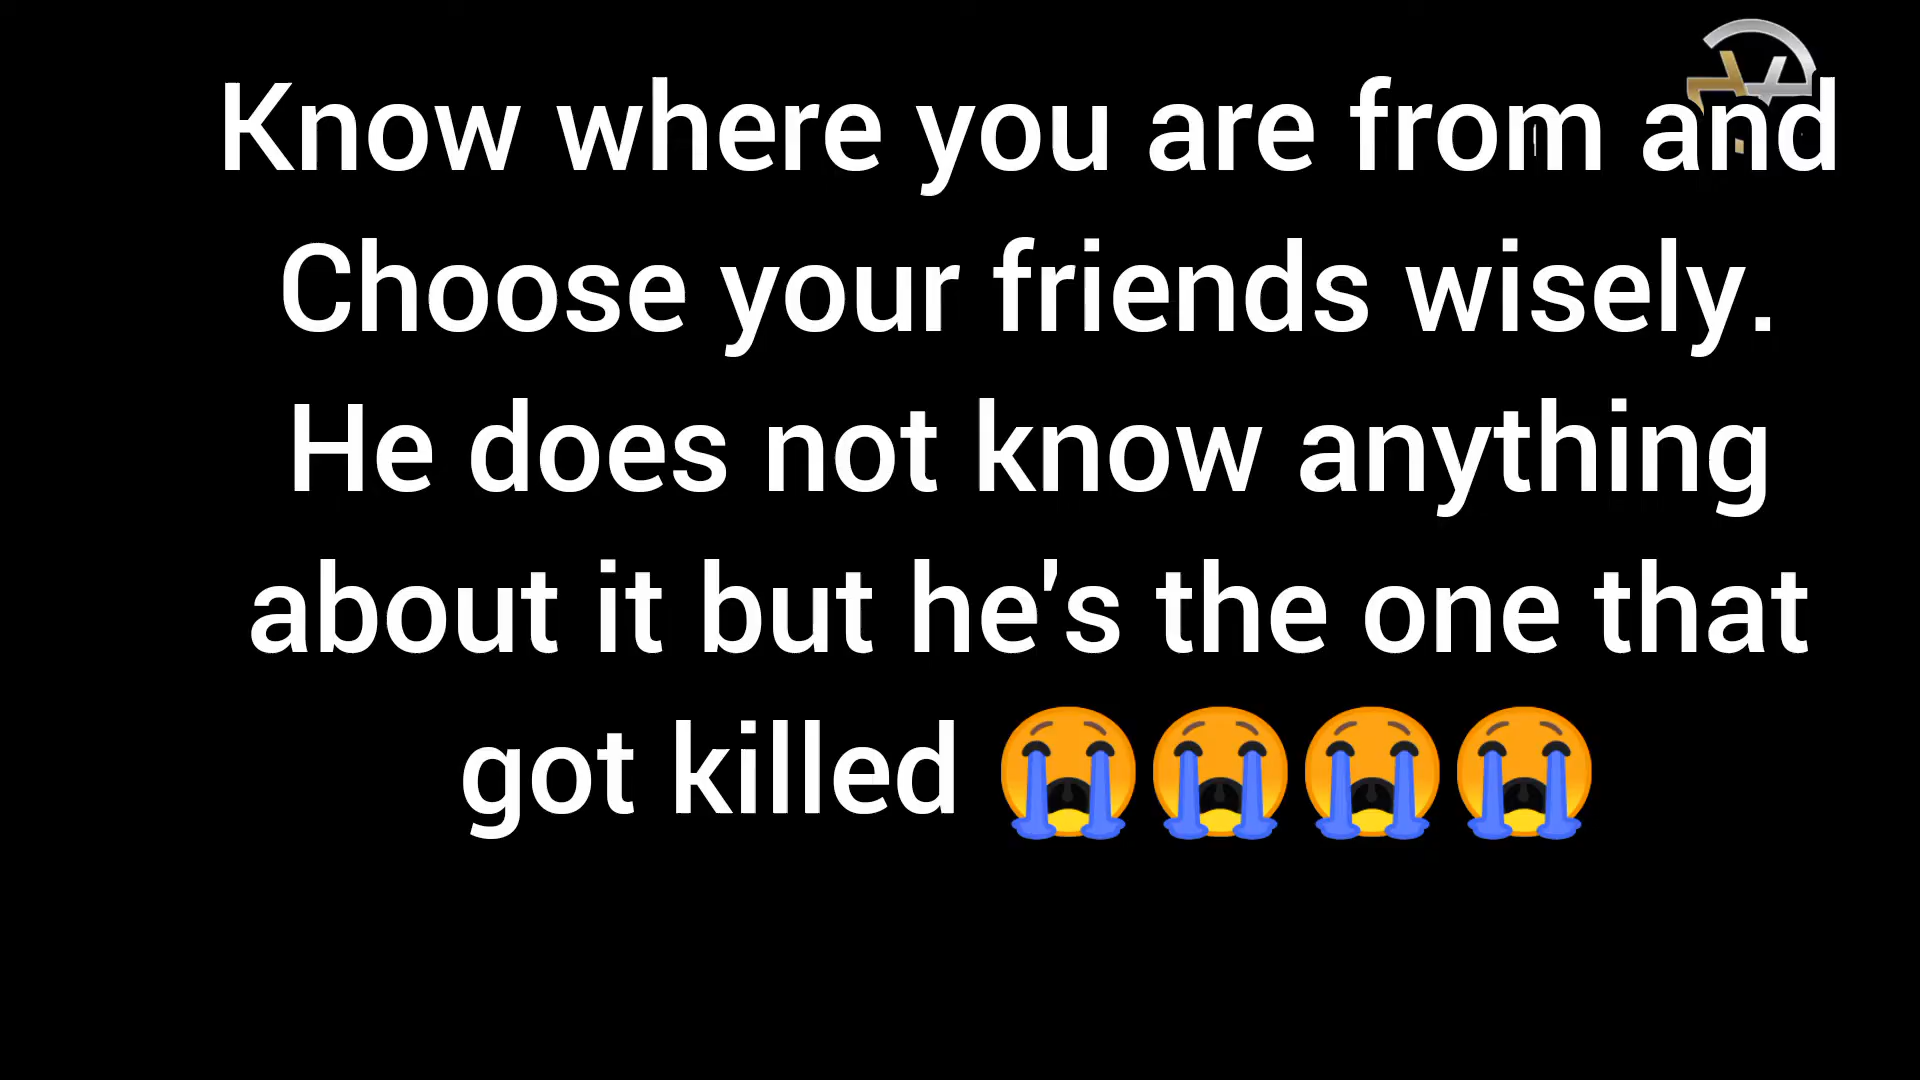 Know where you are from and
Choose your friends wisely.
He does not know anything
about it but he's the one that
got killed 😭😭😭😭